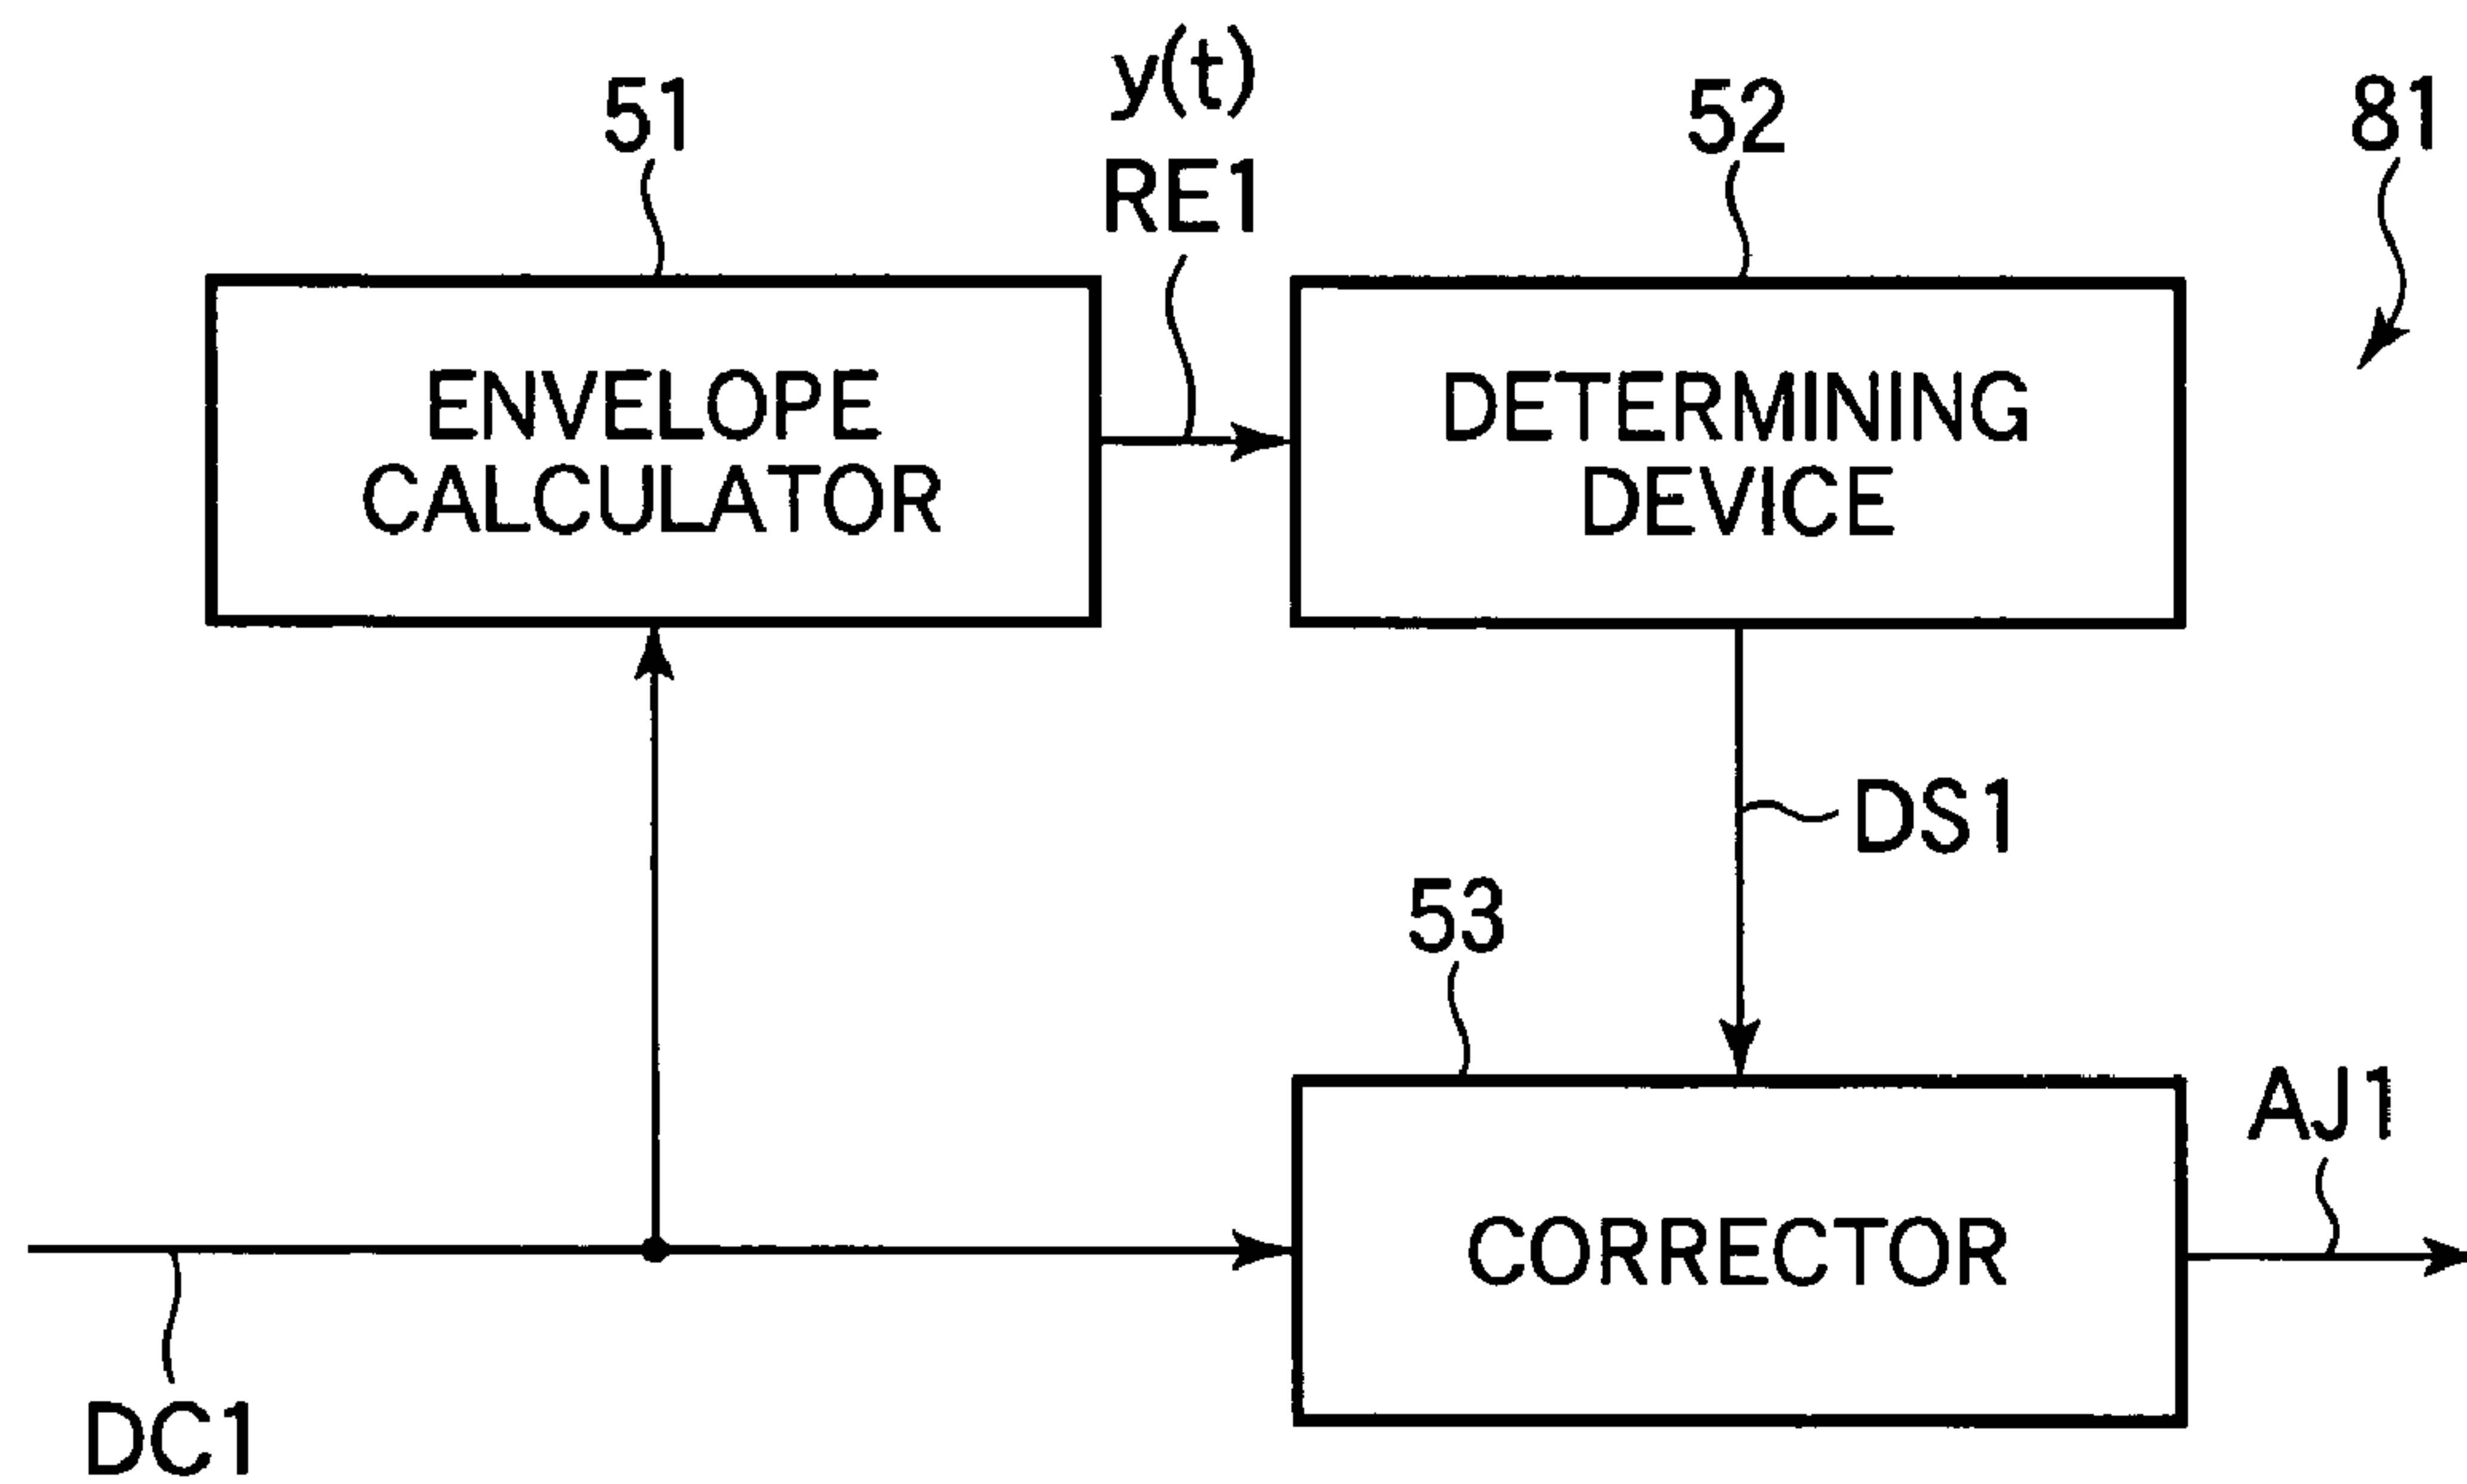 y(t)
51
52
81
RE1
ENVELOPE
CALCULATOR
DETERMINING
DEVICE
DS1
53
AJ1
CORRECTOR
DC1